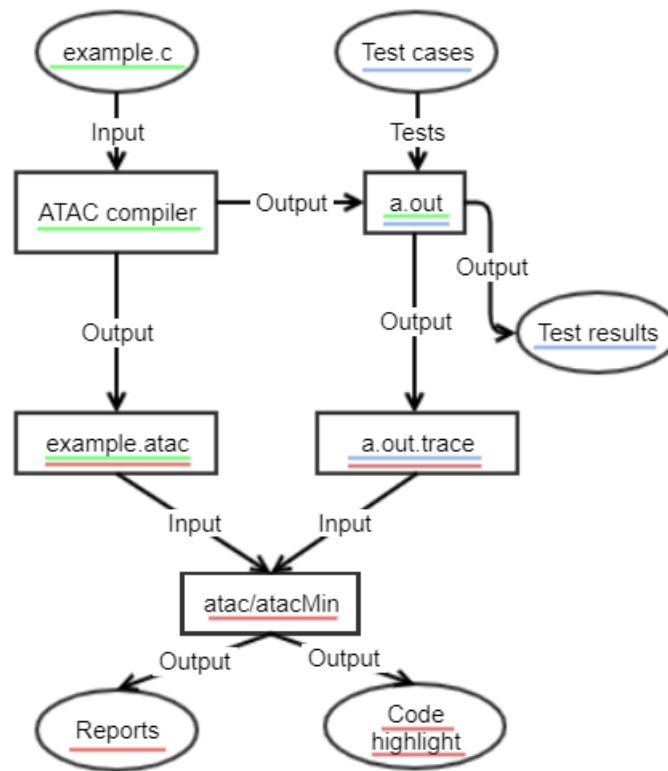 example.c
Test cases
Input
Tests
ATAC compiler
Output
a.out
Output
Output
Output
Test results
example.atac
a.out.trace
Input
Input
atac/atacMin
Output
Output
Reports
Code
highlight